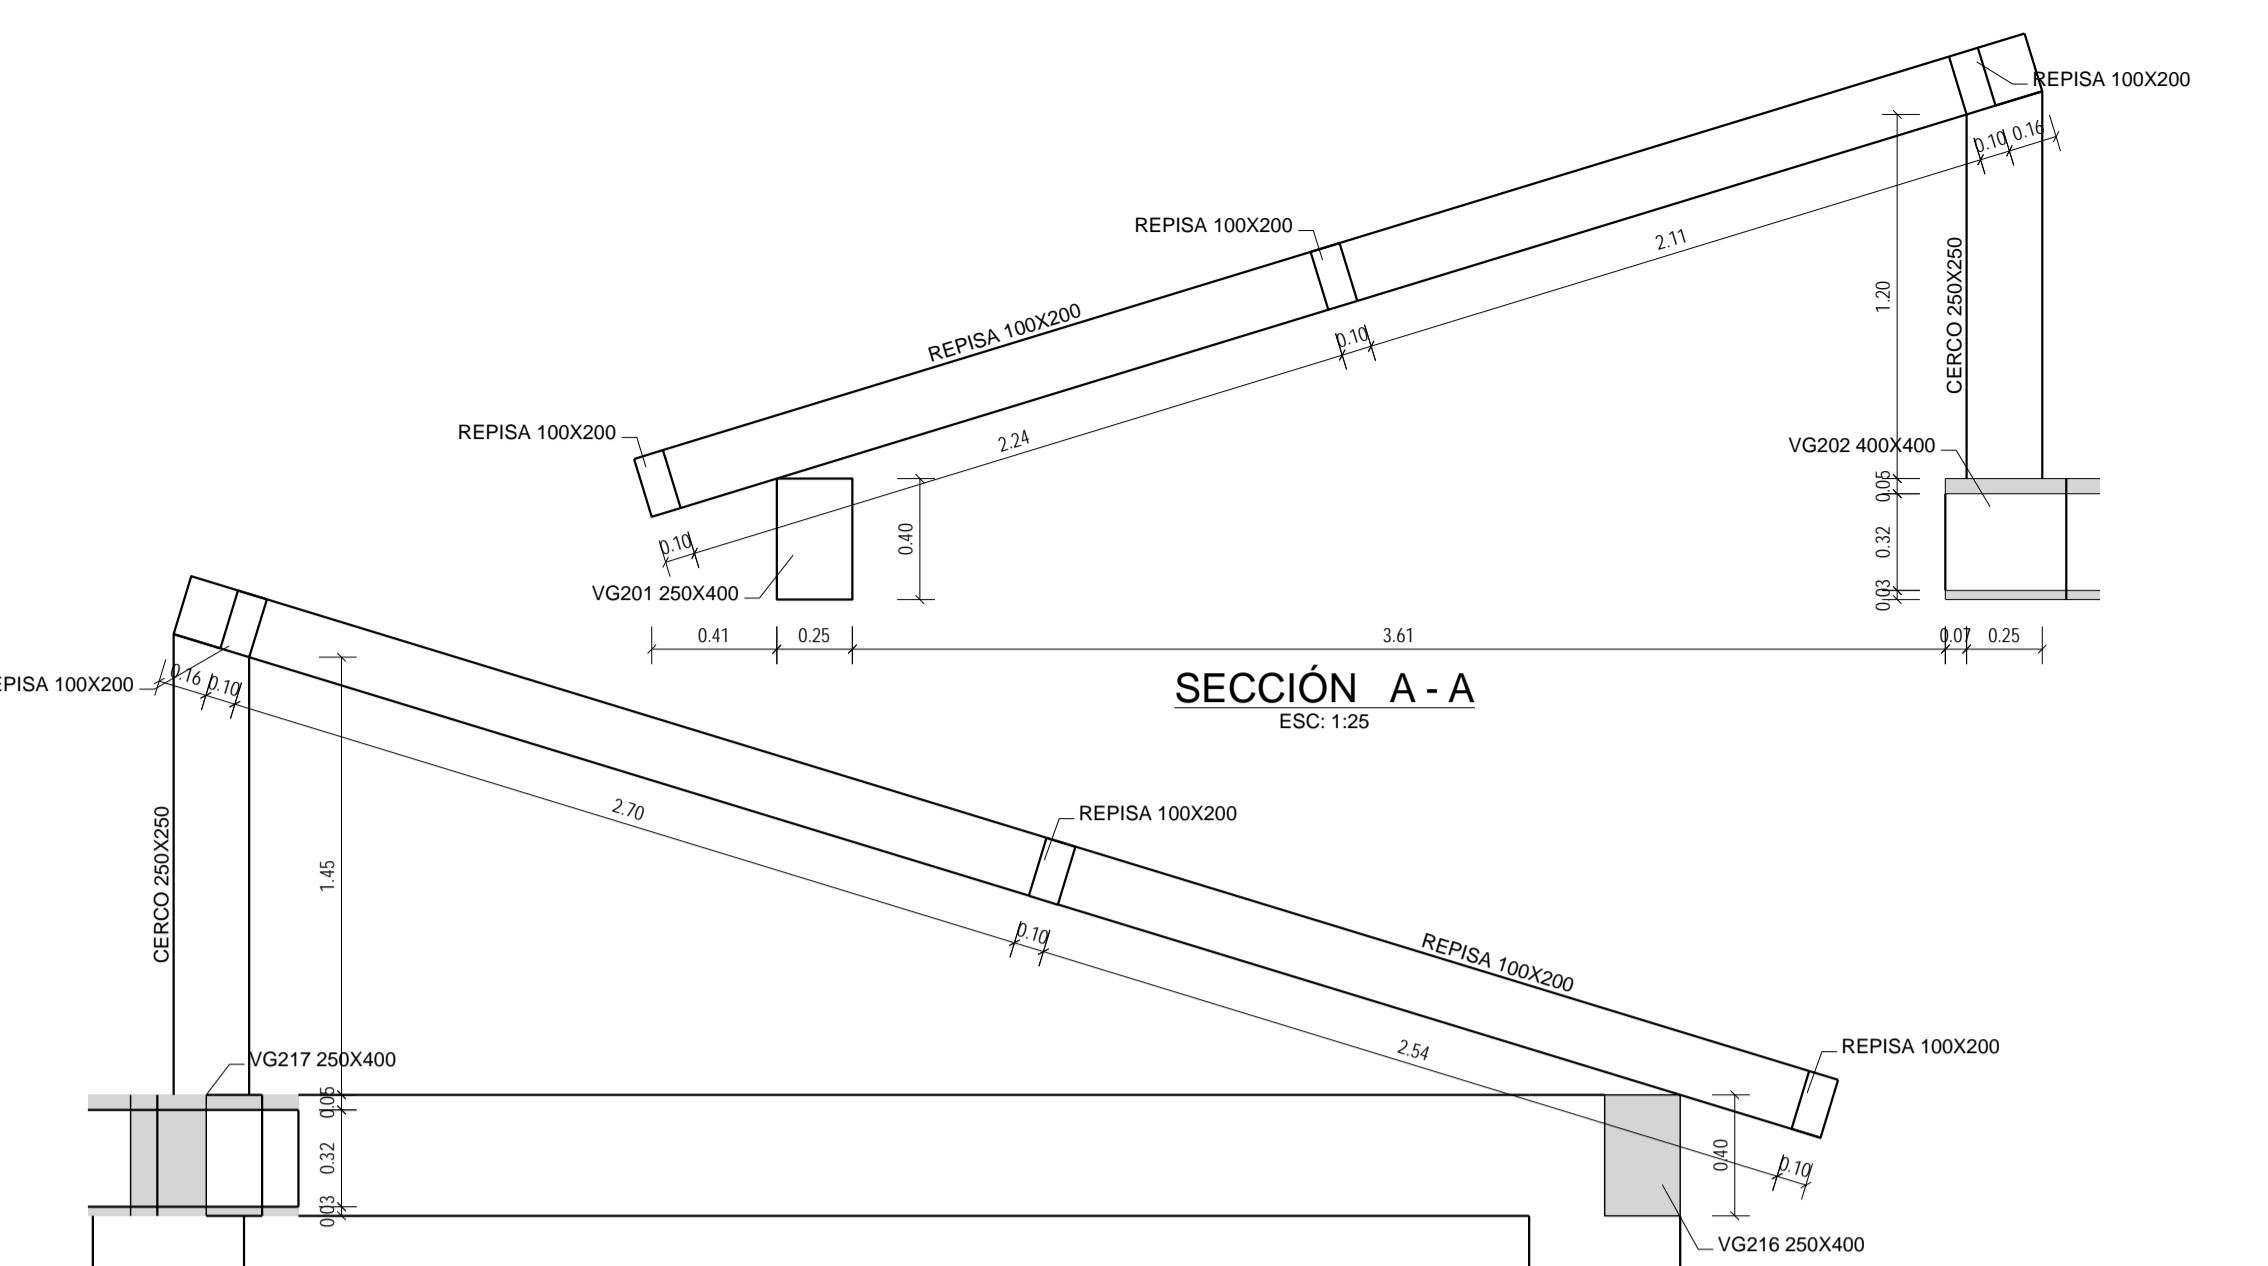 REPISA 100X200
0.10
0.16
REPISA 100X200
2.11
CERCO 250X250
1.20
REPISA 100X200
0.10
REPISA 100X200
2.24
VG202 400X400
0.05
0.40
0.32
0.10
VG201 250X400
0.03
0.41
0.25
3.61
0.07
0.25
SECCIÓN A - A
ESC: 1:25
EPISA 100X200
0.16
0.10
2.70
REPISA 100X200
CERCO 250X250
1.45
0.10
REPISA 100X200
2.54
REPISA 100X200
VG217 250X400
0.05
0.32
0.40
0.10
0.03
VG216 250X400